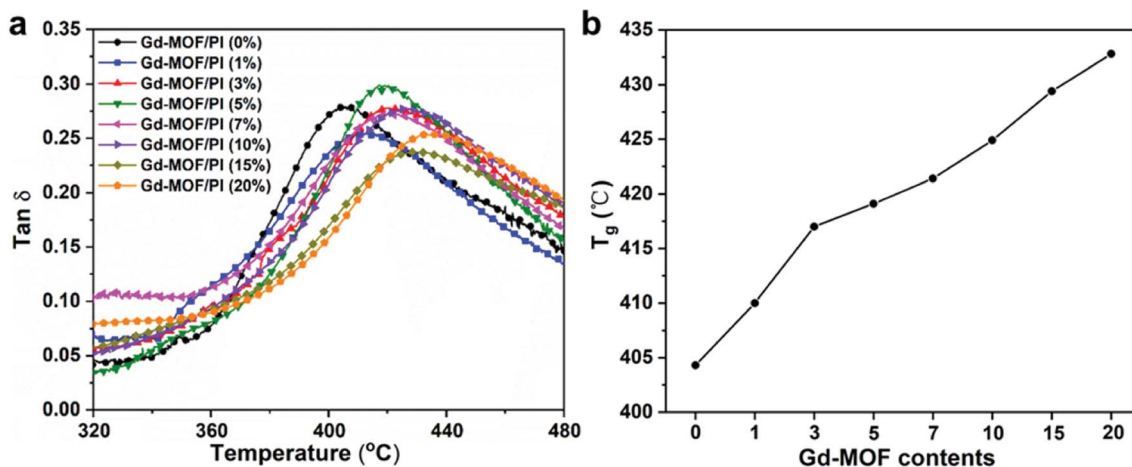 a
0.35
0.30
0.25
0.20
0.15
0.10
0.05
0.00
Tan δ
Gd-MOF/PI (0%)
Gd-MOF/PI (1%)
Gd-MOF/PI (3%)
Gd-MOF/PI (5%)
Gd-MOF/PI (7%)
Gd-MOF/PI (10%)
Gd-MOF/PI (15%)
Gd-MOF/PI (20%)
320 360 400 440 480
Temperature (°C)
b
435
430
425
420
415
410
405
400
Tg (℃)
0 1 3 5 7 10 15 20
Gd-MOF contents